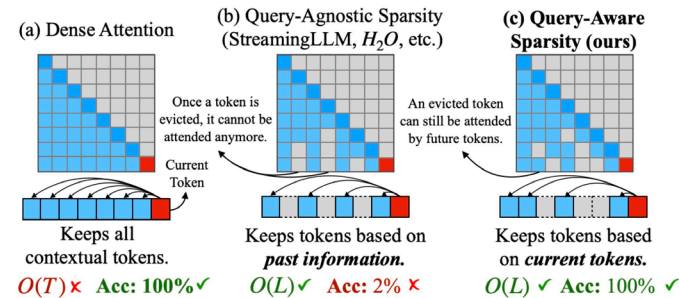 (a) Dense Attention
Current
Token
Keeps all
contextual tokens.
O(T) ✗ Acc: 100% ✓
(b) Query-Agnostic Sparsity
(StreamingLLM, H₂O, etc.)
Once a token is
evicted, it cannot be
attended anymore.
Keeps tokens based on
past information.
O(L) ✓ Acc: 2% ✗
(c) Query-Aware
Sparsity (ours)
An evicted token
can still be attended
by future tokens.
Keeps tokens based
on current tokens.
O(L) ✓ Acc: 100% ✓